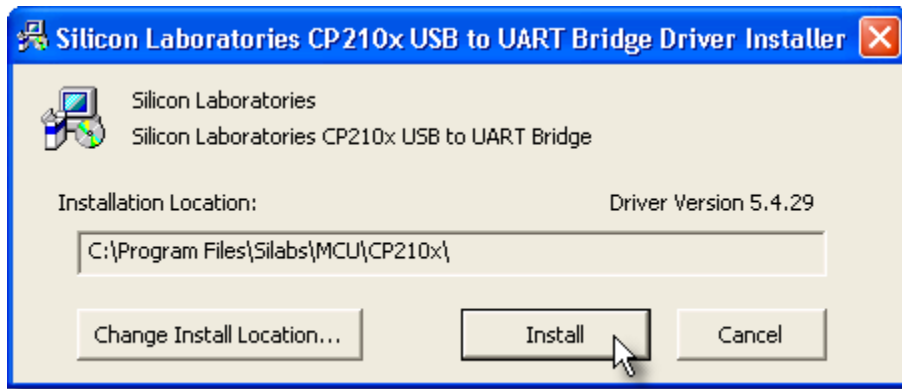 Silicon Laboratories CP210x USB to UART Bridge Driver Installer
Silicon Laboratories
Silicon Laboratories CP210x USB to UART Bridge
Installation Location:
Driver Version 5.4.29
C:\Program Files\Silabs\MCU\CP210x\
Change Install Location...
Install
Cancel